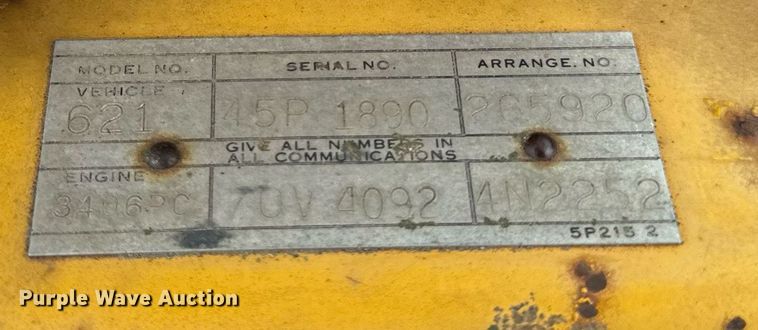 MODEL NO. SERIAL NO. ARRANGE. NO.
VEHICLE
621 45P 1890 2G5920
GIVE ALL NUMBERS IN
ALL COMMUNICATIONS
ENGINE
3406PC 7UV 4092 4N2252
5P215 2
Purple Wave Auction